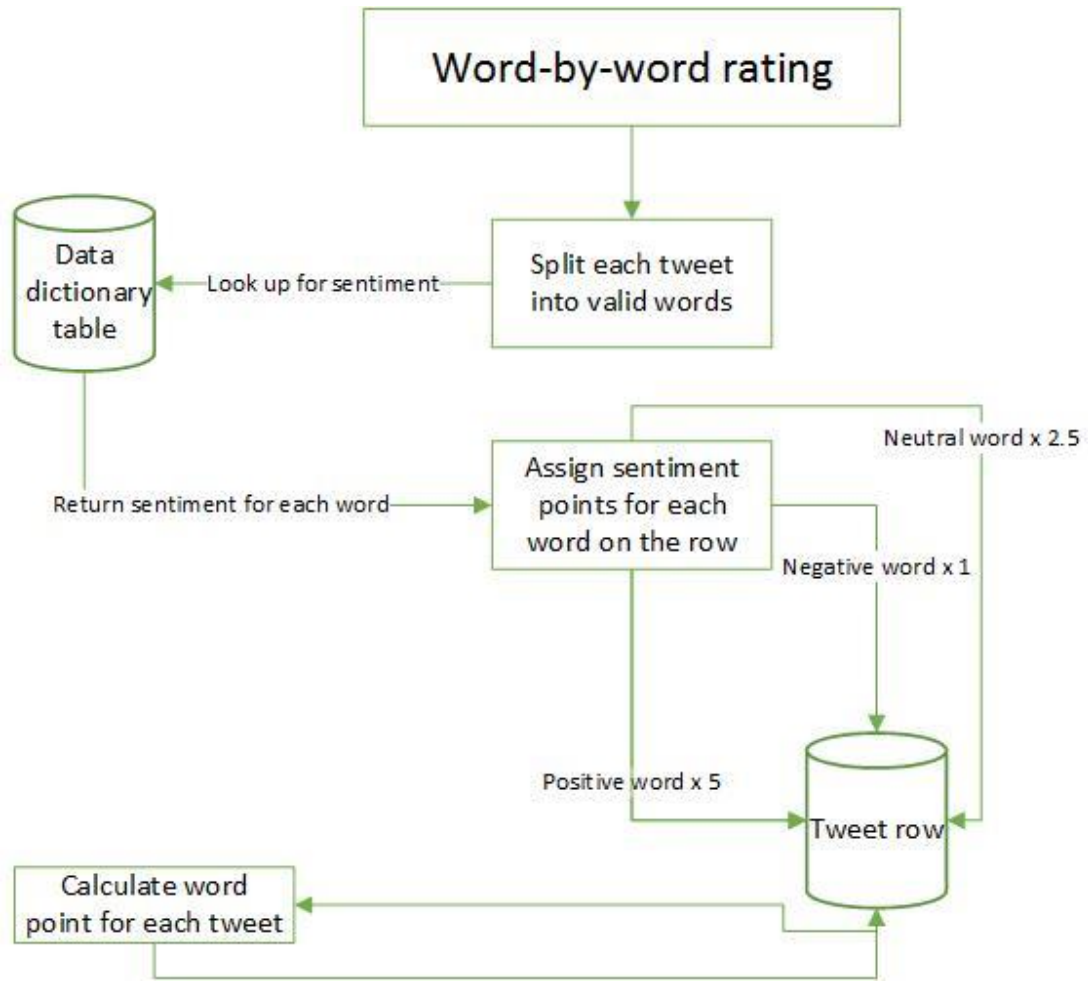 Word-by-word rating
Data
dictionary
table
Look up for sentiment
Split each tweet
into valid words
Neutral word x 2.5
Assign sentiment
points for each
word on the row
Return sentiment for each word
Negative word x 1
Positive word x 5
Tweet row
Calculate word
point for each tweet